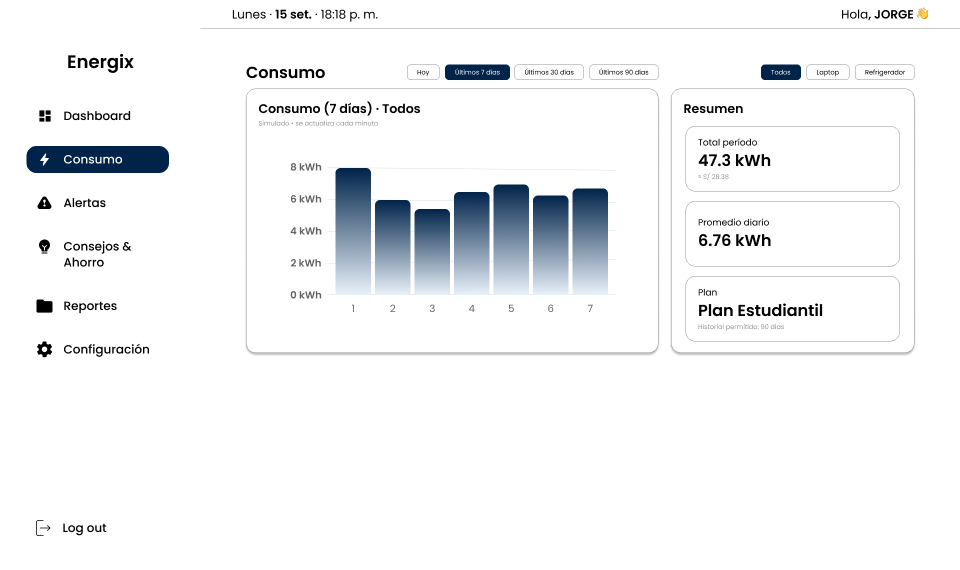 Lunes · 15 set. · 18:18 p. m.
Hola, JORGE 👋
Energix
Dashboard
Consumo
Alertas
Consejos &
Ahorro
Reportes
Configuración
Log out
Consumo
Hoy
Últimos 7 días
Últimos 30 días
Últimos 90 días
Todos
Laptop
Refrigerador
Consumo (7 días) · Todos
Simulado • se actualiza cada minuto
8 kWh
6 kWh
4 kWh
2 kWh
0 kWh
1 2 3 4 5 6 7
Resumen
Total período
47.3 kWh
≈ S/ 28.38
Promedio diario
6.76 kWh
Plan
Plan Estudiantil
Historial permitido: 90 días